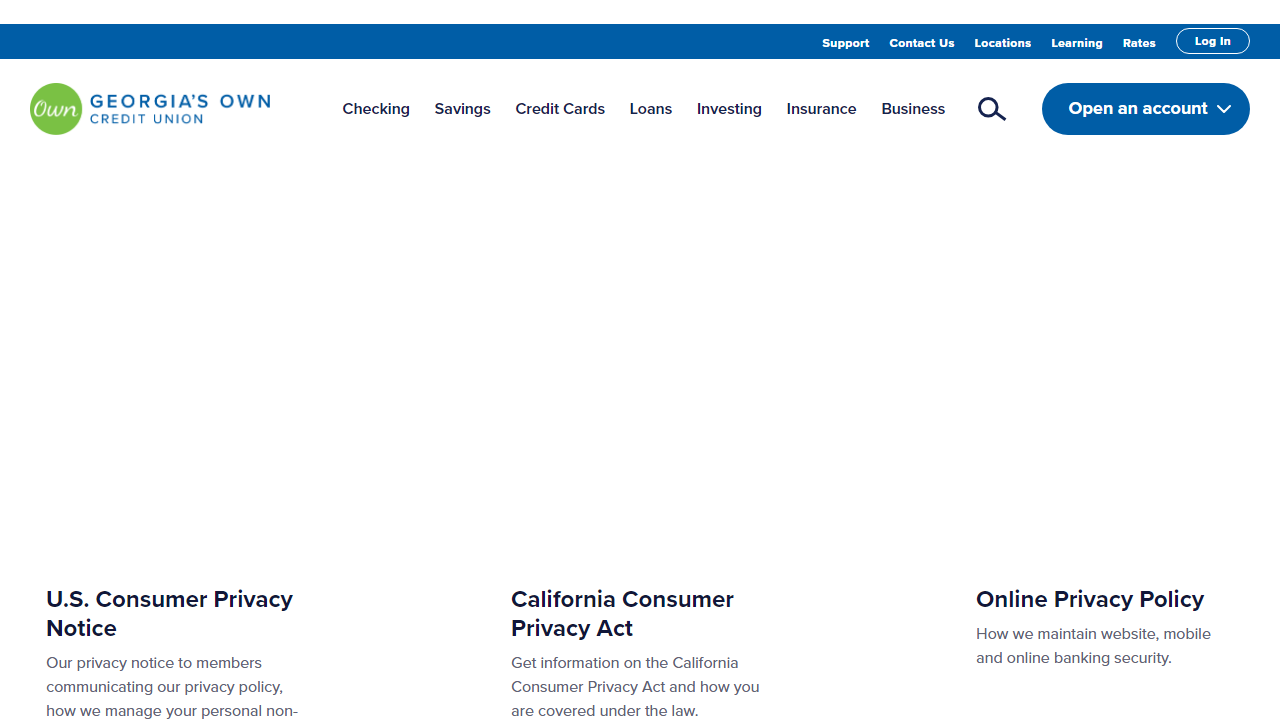 Support Contact Us Locations Learning Rates Log In
Own GEORGIA'S OWN
CREDIT UNION
Checking Savings Credit Cards Loans Investing Insurance Business Open an account
U.S. Consumer Privacy
Notice
Our privacy notice to members
communicating our privacy policy,
how we manage your personal non-
California Consumer
Privacy Act
Get information on the California
Consumer Privacy Act and how you
are covered under the law.
Online Privacy Policy
How we maintain website, mobile
and online banking security.